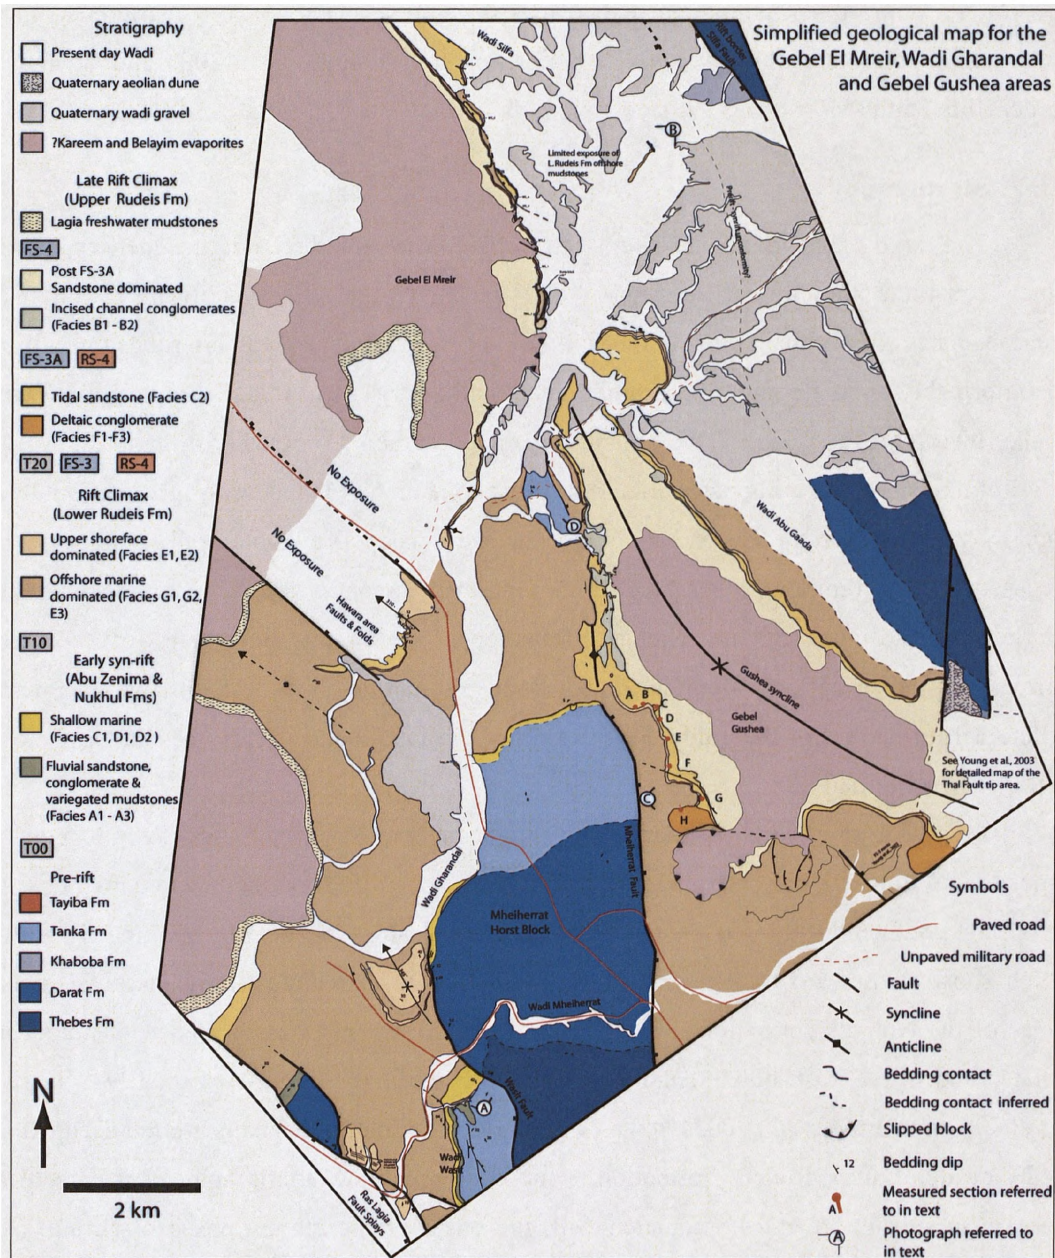 Simplified geological map for the
Gebel El Mreir, Wadi Gharandal
and Gebel Gushea areas
Stratigraphy
Present day Wadi
Quaternary aeolian dune
Quaternary wadi gravel
?Kareem and Belayim evaporites
Late Rift Climax
(Upper Rudeis Fm)
Lagia freshwater mudstones
FS-4
Post FS-3A
Sandstone dominated
Incised channel conglomerates
(Facies B1 - B2)
FS-3A RS-4
Tidal sandstone (Facies C2)
Deltaic conglomerate
(Facies F1-F3)
T20 FS-3 RS-4
Rift Climax
(Lower Rudeis Fm)
Upper shoreface
dominated (Facies E1, E2)
Offshore marine
dominated (Facies G1, G2,
E3)
T10
Early syn-rift
(Abu Zenima &
Nukhul Fms)
Shallow marine
(Facies C1, D1, D2 )
Fluvial sandstone,
conglomerate &
variegated mudstones
(Facies A1 - A3)
T00
Pre-rift
Tayiba Fm
Tanka Fm
Khaboba Fm
Darat Fm
Thebes Fm
N
2 km
Wadi Silfa
Silfa Fault
B
Limited exposure of
L. Rudeis Fm offshore
mudstones
Gebel El Mreir
No Exposure
No Exposure
Hawara area
Faults & Folds
Wadi Abu Gaada
D
Gushea syncline
Gebel
Gushea
A
B
C
D
E
F
G
H
C
See Young et al., 2003
for detailed map of the
Thal Fault tip area.
Wadi Gharandal
Mheiherrat Fault
Mheiherrat
Horst Block
Wadi Mheiherrat
Wasit Fault
A
Wadi
Wasit
Ras Lagia
Fault Splays
Symbols
Paved road
Unpaved military road
Fault
Syncline
Anticline
Bedding contact
Bedding contact inferred
Slipped block
12 Bedding dip
A Measured section referred
to in text
A Photograph referred to
in text